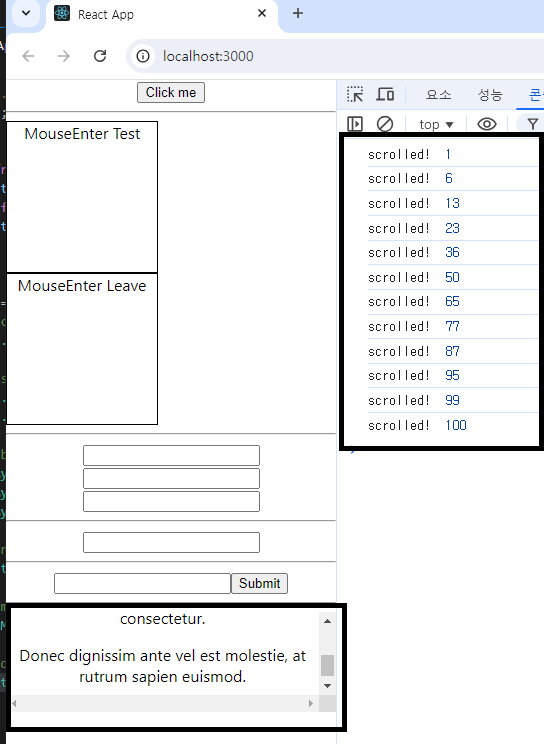 React App
localhost:3000
Click me
요소
성능
top
MouseEnter Test
MouseEnter Leave
scrolled! 1
scrolled! 6
scrolled! 13
scrolled! 23
scrolled! 36
scrolled! 50
scrolled! 65
scrolled! 77
scrolled! 87
scrolled! 95
scrolled! 99
scrolled! 100
Submit
consectetur.
Donec dignissim ante vel est molestie, at
rutrum sapien euismod.